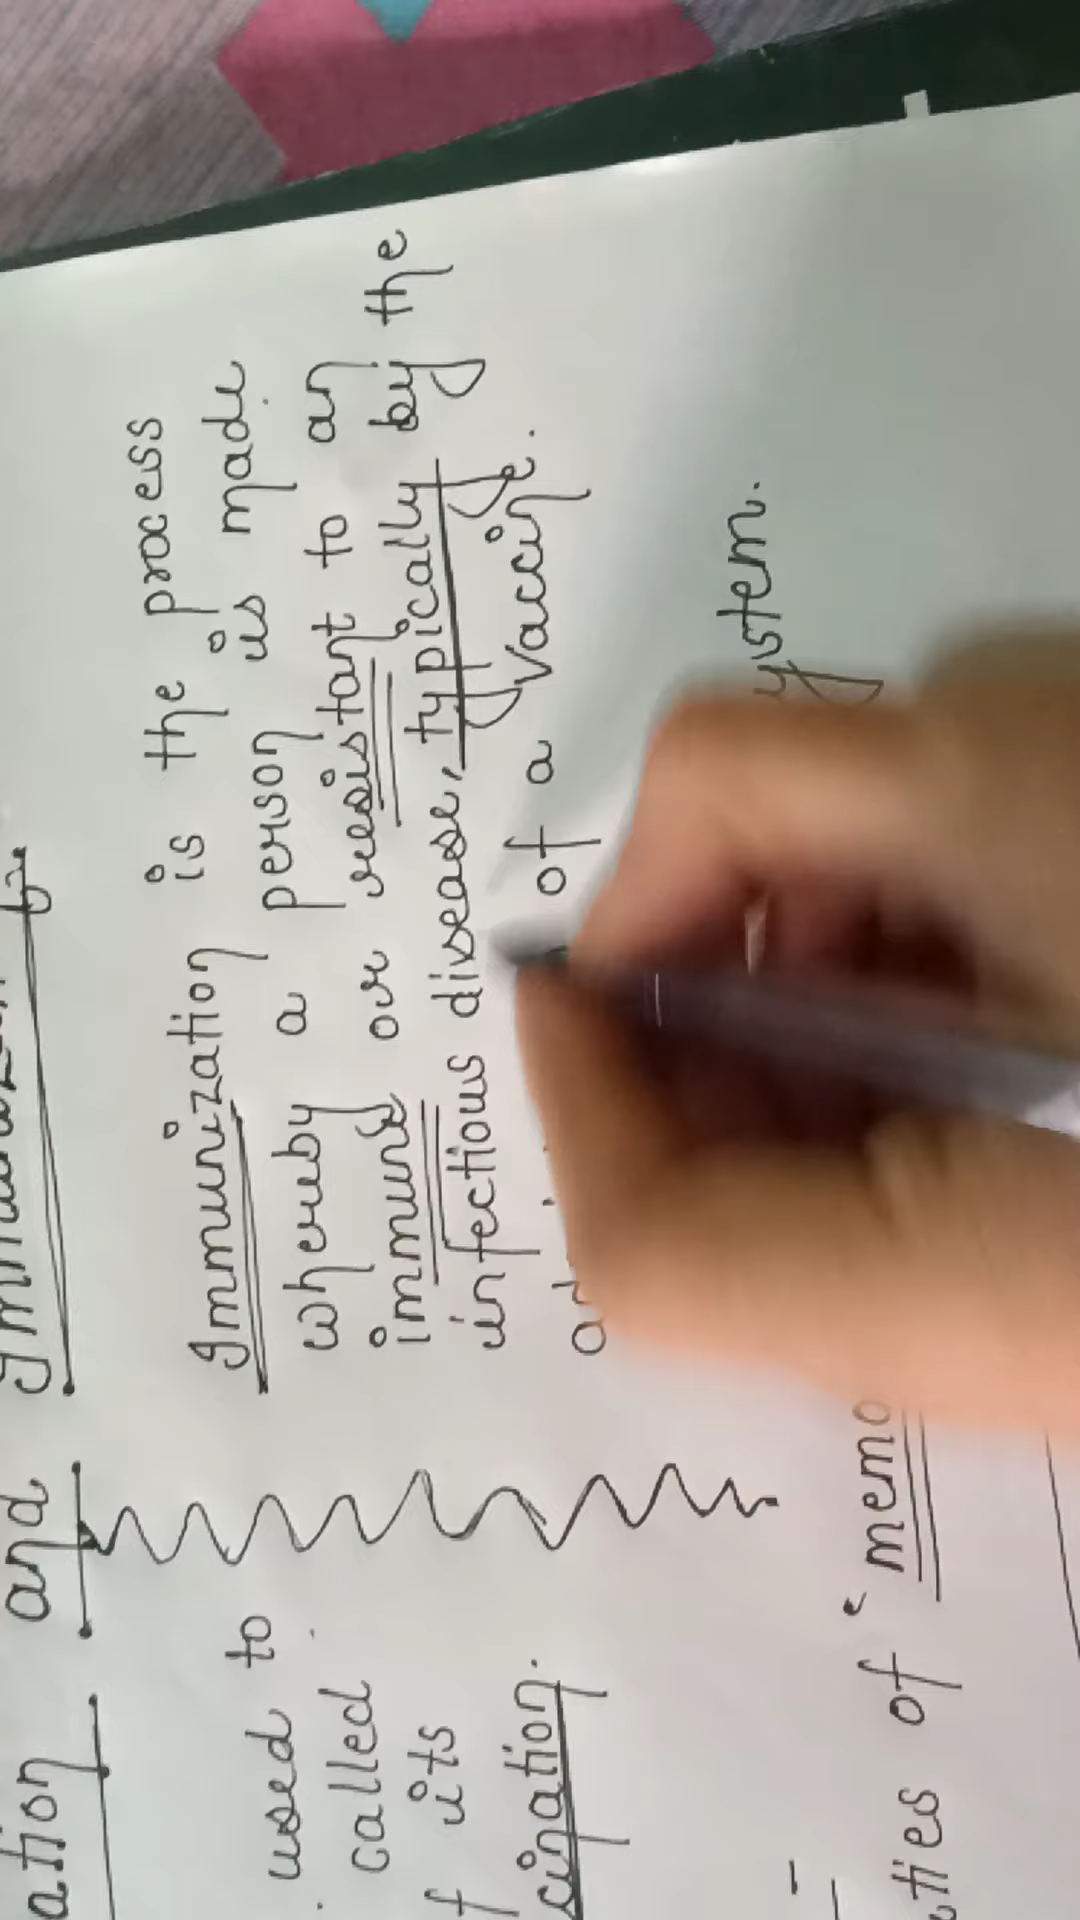 ation and Immuniz
Immunization is the process
whereby a person is made
immune or resistant to an
infectious disease, typically by the
of a vaccine.
used to
called
f its
cination.
ystem.
ties of "memo